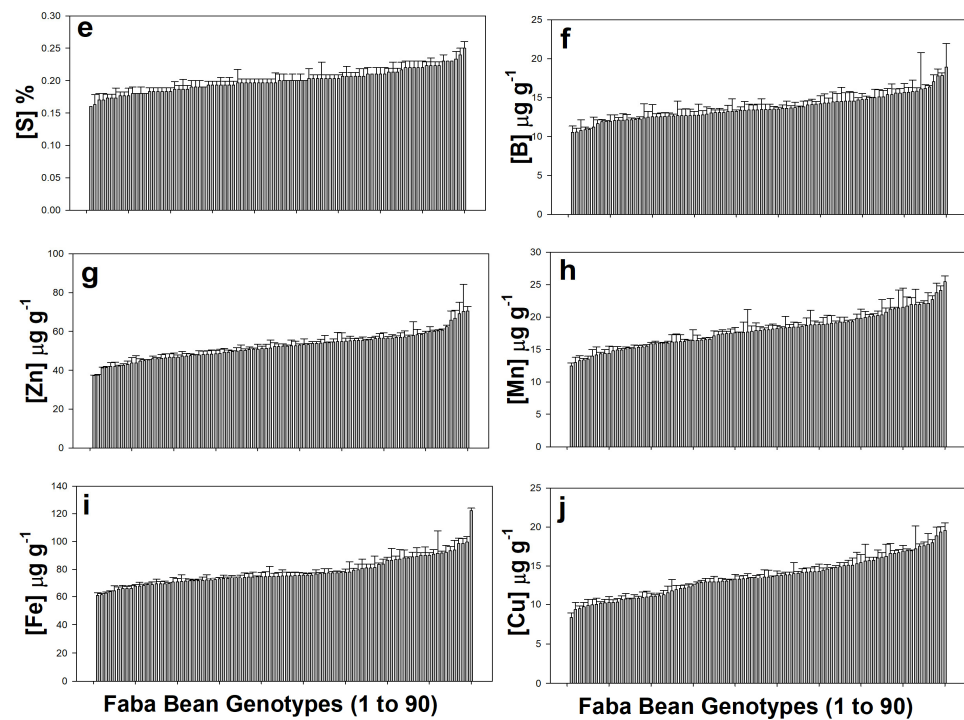 e
0.30
0.25
0.20
0.15
0.10
0.05
0.00
[S] %
f
25
20
15
10
5
0
[B] µg g-1
g
100
80
60
40
20
0
[Zn] µg g-1
h
30
25
20
15
10
5
0
[Mn] µg g-1
i
140
120
100
80
60
40
20
0
[Fe] µg g-1
Faba Bean Genotypes (1 to 90)
j
25
20
15
10
5
0
[Cu] µg g-1
Faba Bean Genotypes (1 to 90)